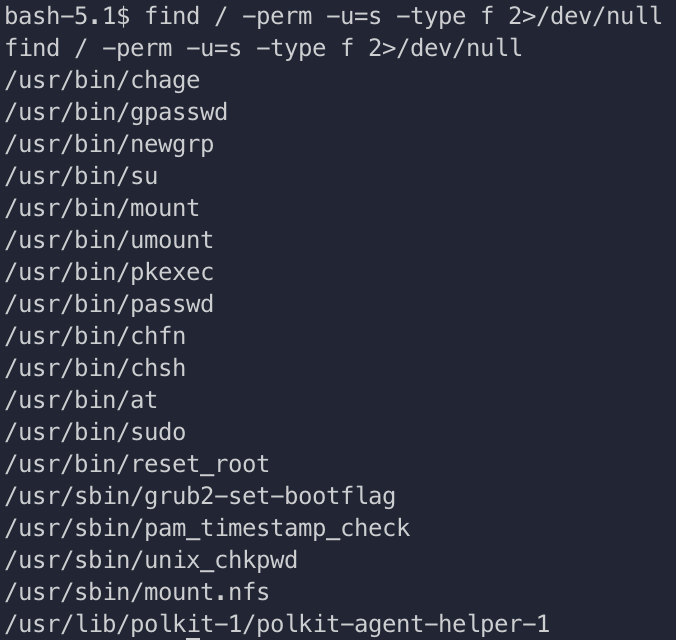 bash-5.1$ find / -perm -u=s -type f 2>/dev/null
find / -perm -u=s -type f 2>/dev/null
/usr/bin/chage
/usr/bin/gpasswd
/usr/bin/newgrp
/usr/bin/su
/usr/bin/mount
/usr/bin/umount
/usr/bin/pkexec
/usr/bin/passwd
/usr/bin/chfn
/usr/bin/chsh
/usr/bin/at
/usr/bin/sudo
/usr/bin/reset_root
/usr/sbin/grub2-set-bootflag
/usr/sbin/pam_timestamp_check
/usr/sbin/unix_chkpwd
/usr/sbin/mount.nfs
/usr/lib/polkit-1/polkit-agent-helper-1